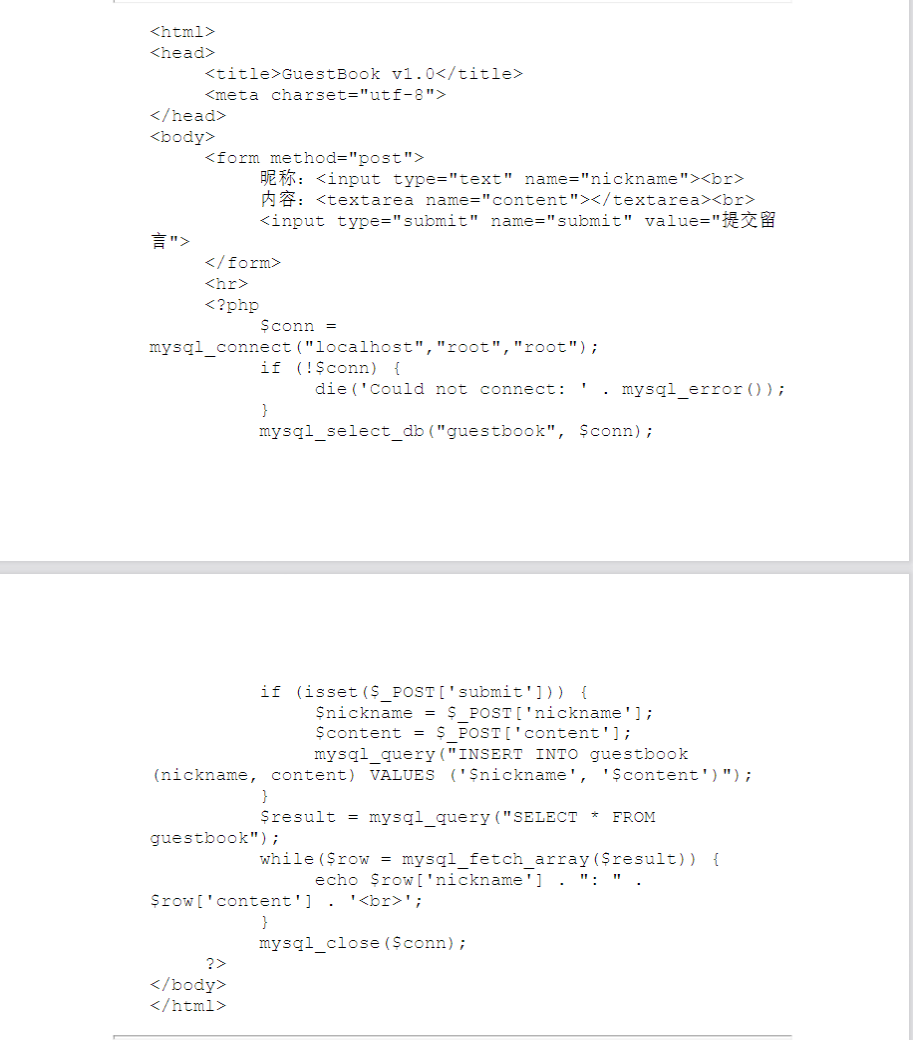 <html>
<head>
<title>GuestBook v1.0</title>
<meta charset="utf-8">
</head>
<body>
<form method="post">
昵称：<input type="text" name="nickname"><br>
内容：<textarea name="content"></textarea><br>
<input type="submit" name="submit" value="提交留
言">
</form>
<hr>
<?php
$conn =
mysql_connect("localhost","root","root");
if (!$conn) {
die('Could not connect: ' . mysql_error());
}
mysql_select_db("guestbook", $conn);
if (isset($_POST['submit'])) {
$nickname = $_POST['nickname'];
$content = $_POST['content'];
mysql_query("INSERT INTO guestbook
(nickname, content) VALUES ('$nickname', '$content')");
}
$result = mysql_query("SELECT * FROM
guestbook");
while($row = mysql_fetch_array($result)) {
echo $row['nickname'] . ": " .
$row['content'] . '<br>';
}
mysql_close($conn);
?>
</body>
</html>